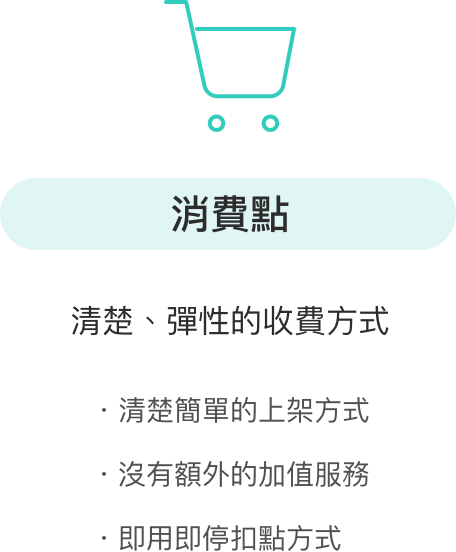 消費點
清楚、彈性的收費方式
·清楚簡單的上架方式
·沒有額外的加值服務
·即用即停扣點方式